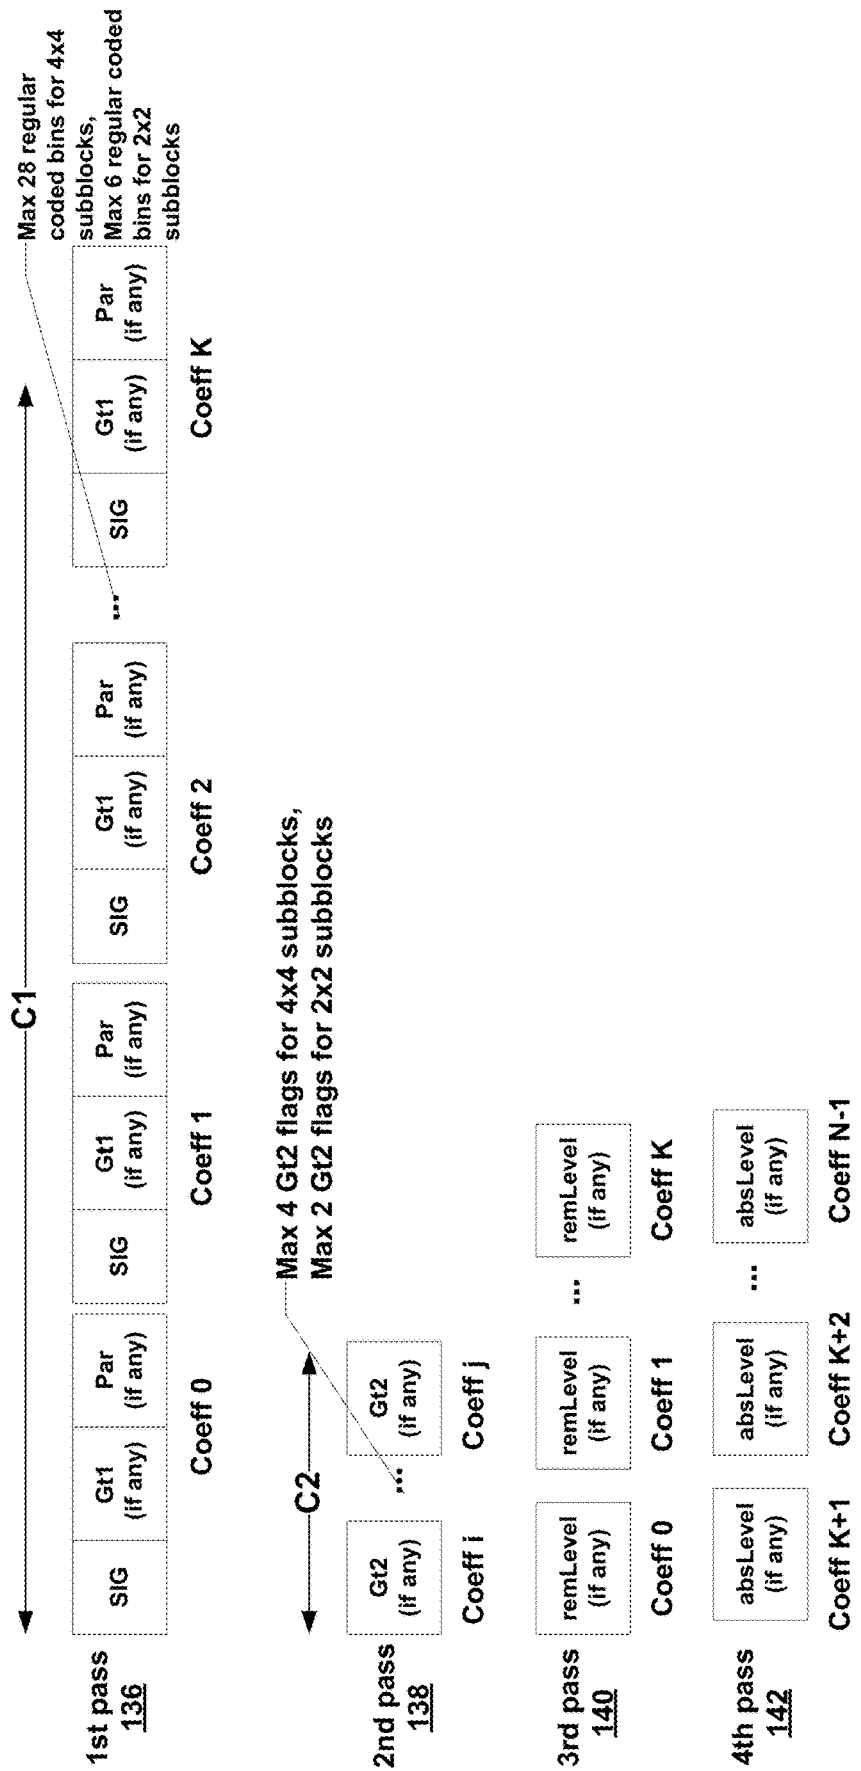 C1
Max 28 regular
coded bins for 4x4
subblocks,
Max 6 regular coded
bins for 2x2
subblocks
1st pass
136
SIG
Gt1
(if any)
Par
(if any)
SIG
Gt1
(if any)
Par
(if any)
SIG
Gt1
(if any)
Par
(if any)
...
SIG
Gt1
(if any)
Par
(if any)
Coeff 0
Coeff 1
Coeff 2
Coeff K
Max 4 Gt2 flags for 4x4 subblocks,
Max 2 Gt2 flags for 2x2 subblocks
C2
2nd pass
138
Gt2
(if any)
...
Gt2
(if any)
Coeff i
Coeff j
3rd pass
140
remLevel
(if any)
remLevel
(if any)
...
remLevel
(if any)
Coeff 0
Coeff 1
Coeff K
4th pass
142
absLevel
(if any)
absLevel
(if any)
...
absLevel
(if any)
Coeff K+1
Coeff K+2
Coeff N-1